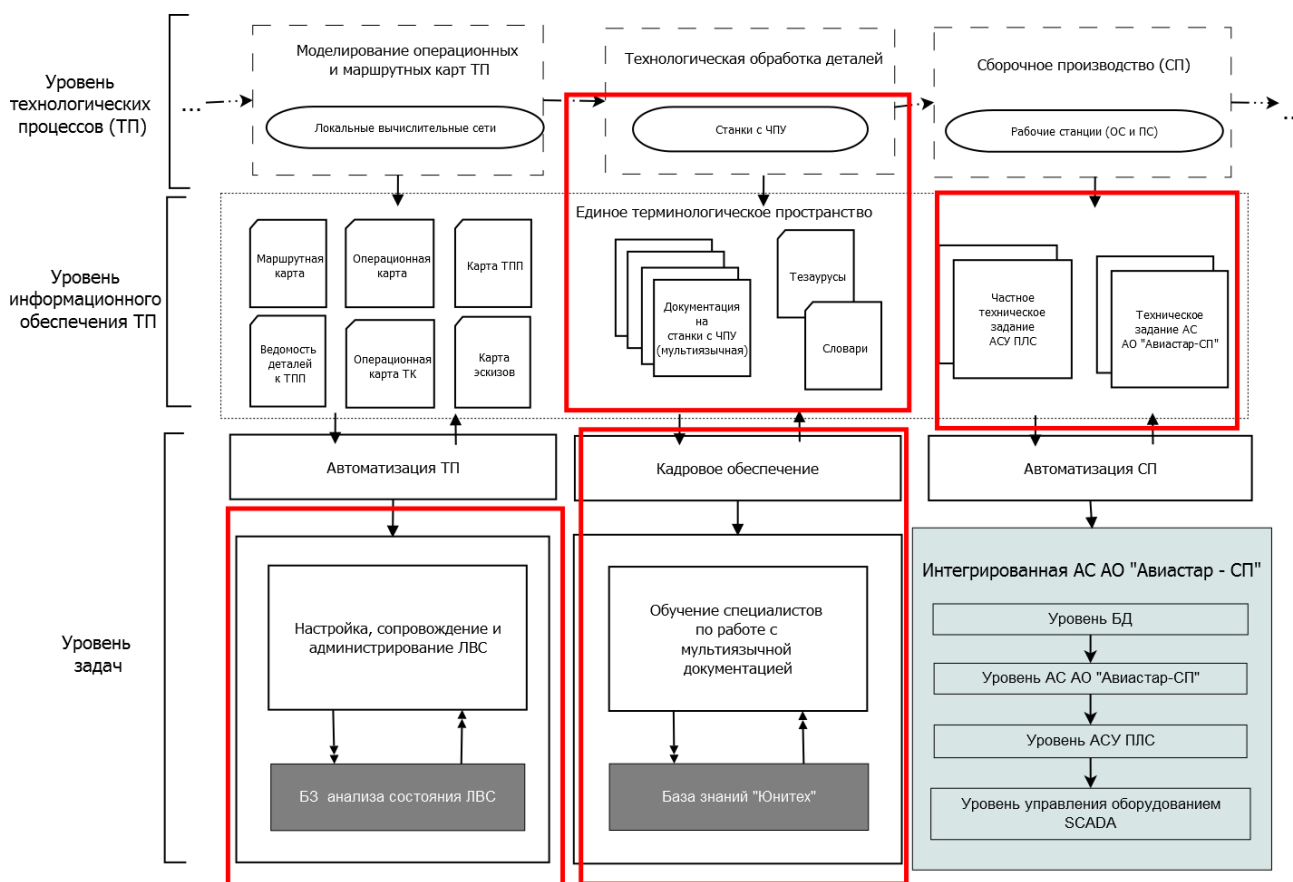 Уровень
технологических
процессов (ТП)
...
Моделирование операционных
и маршрутных карт ТП
Локальные вычислительные сети
Технологическая обработка деталей
Станки с ЧПУ
Сборочное производство (СП)
Рабочие станции (ОС и ПС)
...
Уровень
информационного
обеспечения ТП
Маршрутная
карта
Операционная
карта
Карта ТПП
Ведомость
деталей
к ТПП
Операционная
карта ТК
Карта
эскизов
Единое терминологическое пространство
Документация
на
станки с ЧПУ
(мультиязычная)
Тезаурусы
Словари
Частное
техническое
задание
АСУ ПЛС
Техническое
задание АС
АО "Авиастар-СП"
Уровень
задач
Автоматизация ТП
Настройка, сопровождение и
администрирование ЛВС
БЗ анализа состояния ЛВС
Кадровое обеспечение
Обучение специалистов
по работе с
мультиязычной
документацией
База знаний "Юнитех"
Автоматизация СП
Интегрированная АС АО "Авиастар - СП"
Уровень БД
Уровень АС АО "Авиастар-СП"
Уровень АСУ ПЛС
Уровень управления оборудованием
SCADA